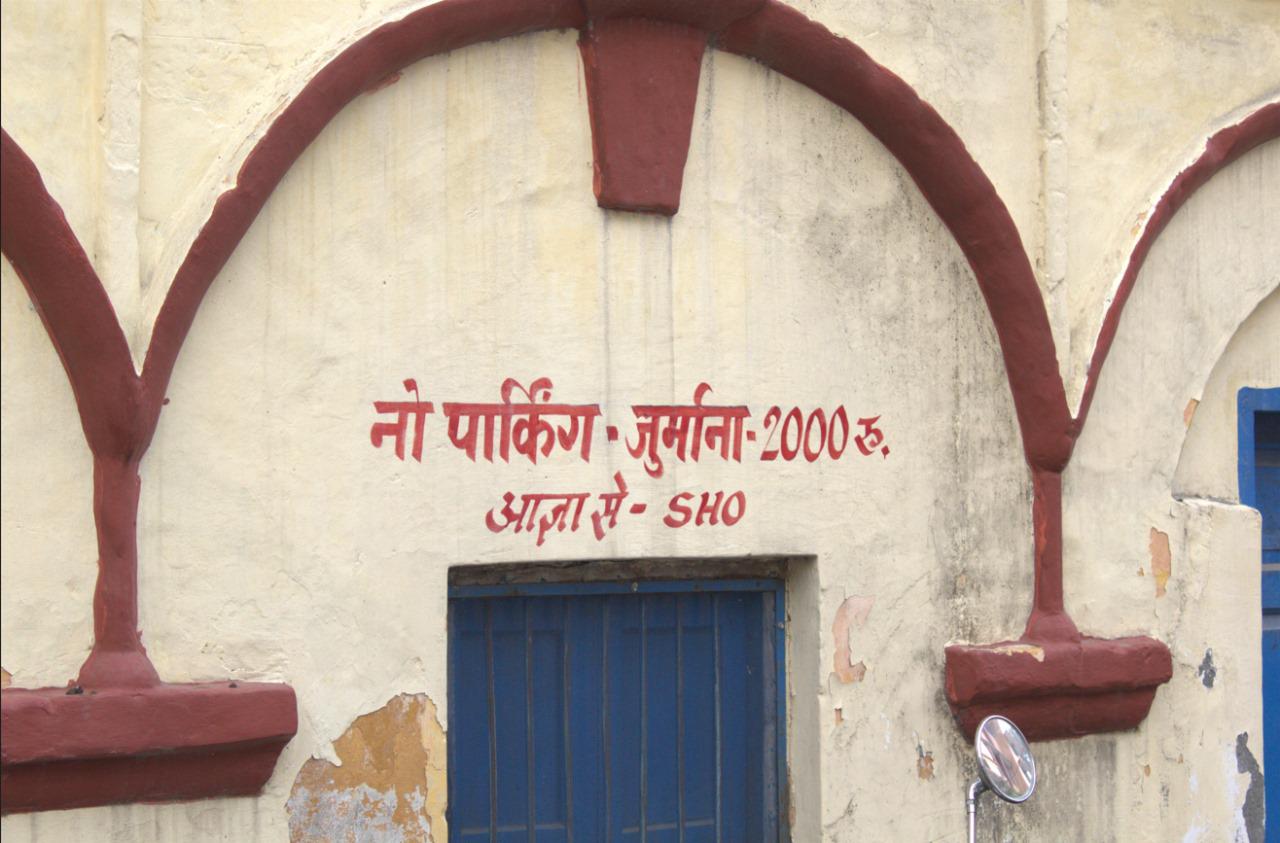 नो पार्किंग · जुर्माना - 2000 रु.
आज्ञा से - SHO